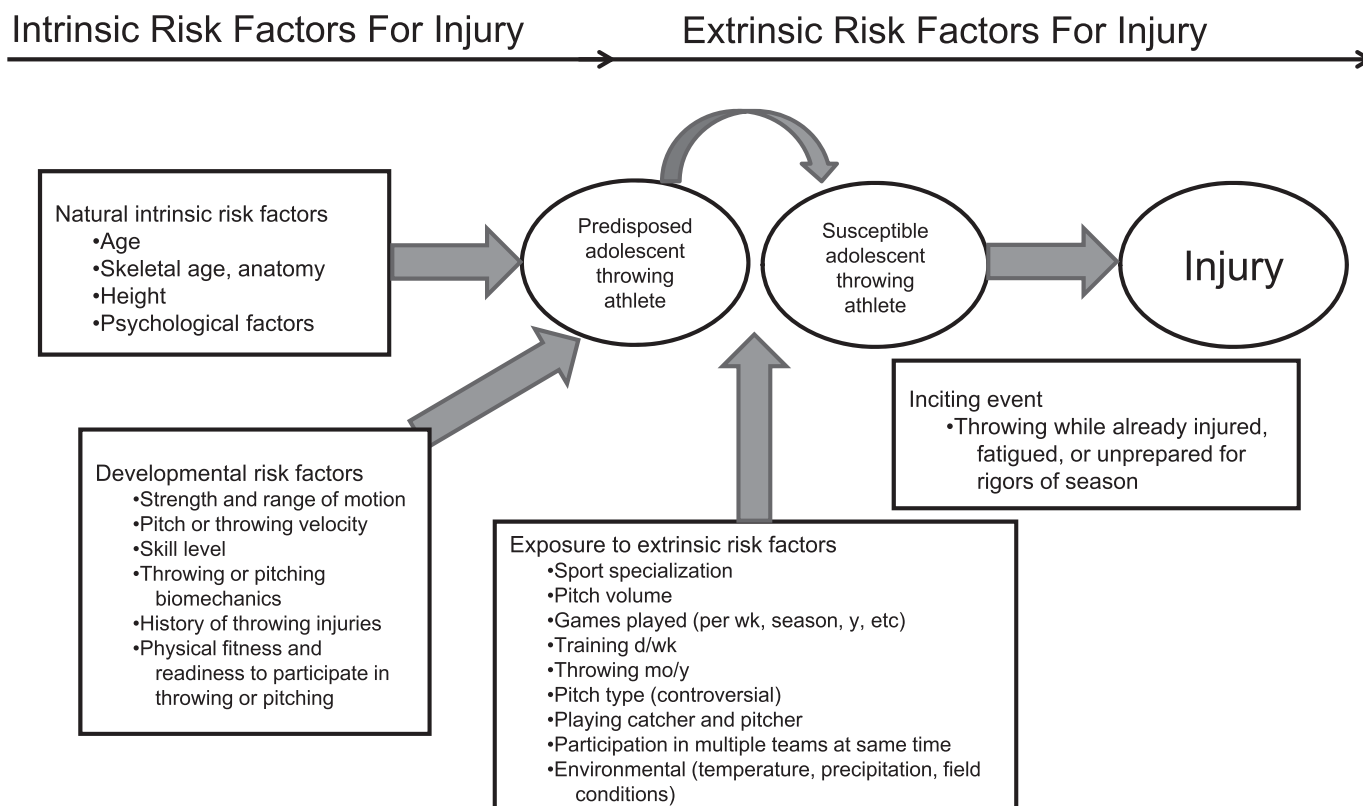 Intrinsic Risk Factors For Injury
Extrinsic Risk Factors For Injury
Natural intrinsic risk factors
•Age
•Skeletal age, anatomy
•Height
•Psychological factors
Predisposed
adolescent
throwing
athlete
Susceptible
adolescent
throwing
athlete
Injury
Inciting event
•Throwing while already injured,
fatigued, or unprepared for
rigors of season
Developmental risk factors
•Strength and range of motion
•Pitch or throwing velocity
•Skill level
•Throwing or pitching
biomechanics
•History of throwing injuries
•Physical fitness and
readiness to participate in
throwing or pitching
Exposure to extrinsic risk factors
•Sport specialization
•Pitch volume
•Games played (per wk, season, y, etc)
•Training d/wk
•Throwing mo/y
•Pitch type (controversial)
•Playing catcher and pitcher
•Participation in multiple teams at same time
•Environmental (temperature, precipitation, field
conditions)